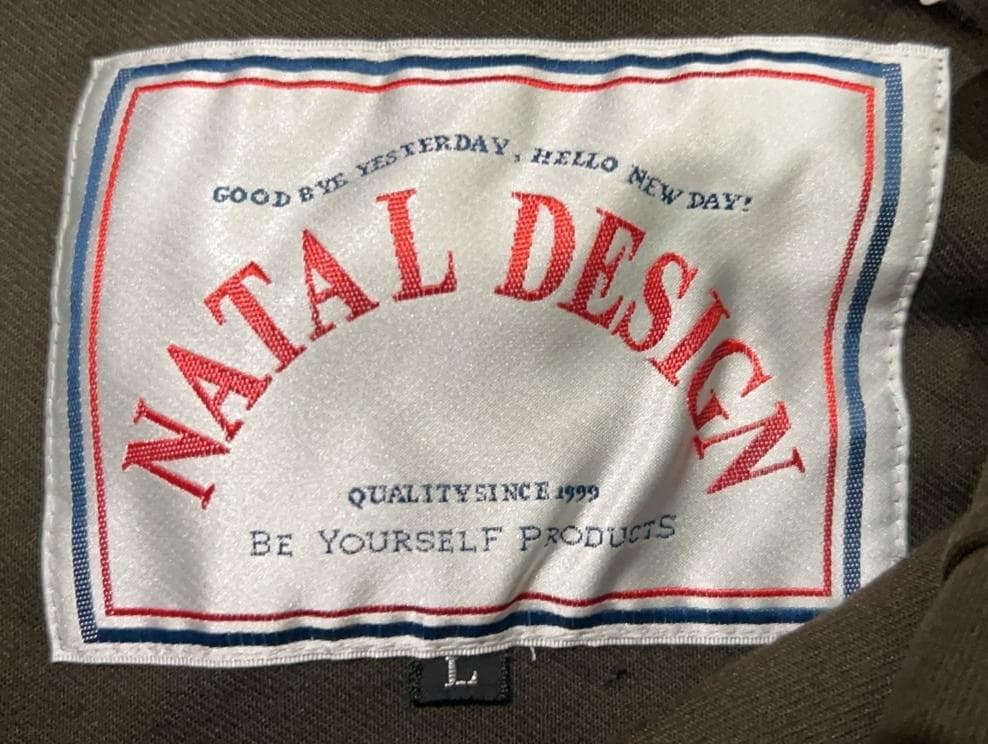 GOOD BYE YESTERDAY, HELLO NEW DAY!
NATAL DESIGN
QUALITY SINCE 1999
BE YOURSELF PRODUCTS
L